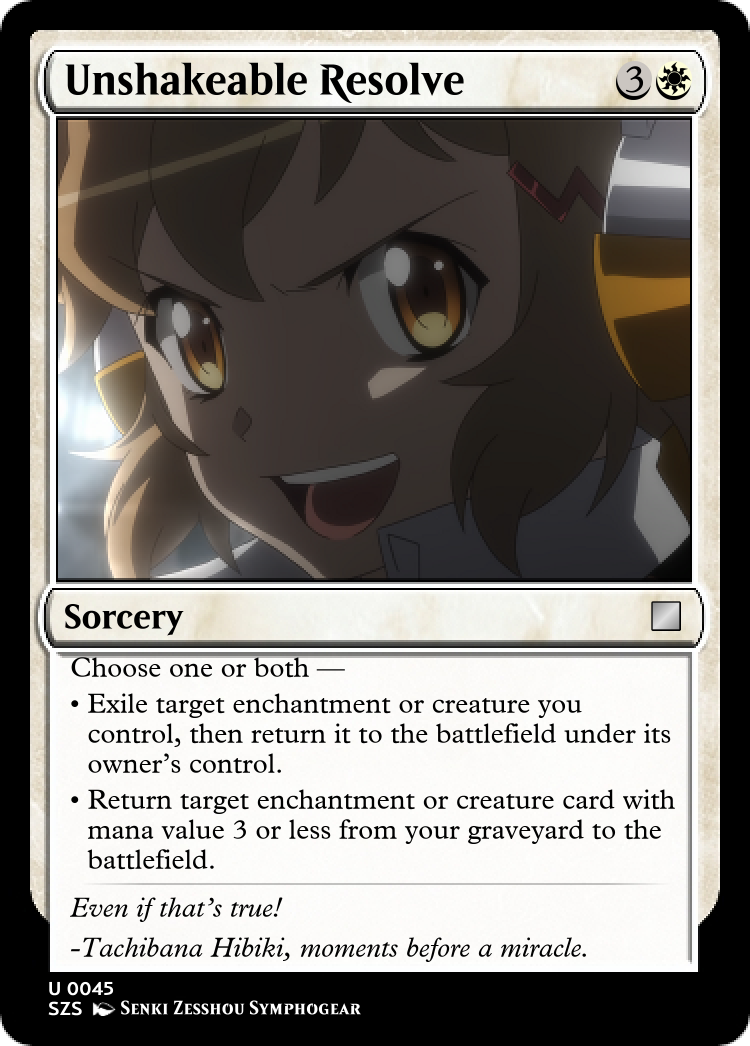 Unshakeable Resolve 3
Sorcery
Choose one or both —
• Exile target enchantment or creature you
control, then return it to the battlefield under its
owner's control.
• Return target enchantment or creature card with
mana value 3 or less from your graveyard to the
battlefield.
Even if that's true!
-Tachibana Hibiki, moments before a miracle.
U 0045
SZS Senki Zesshou Symphogear